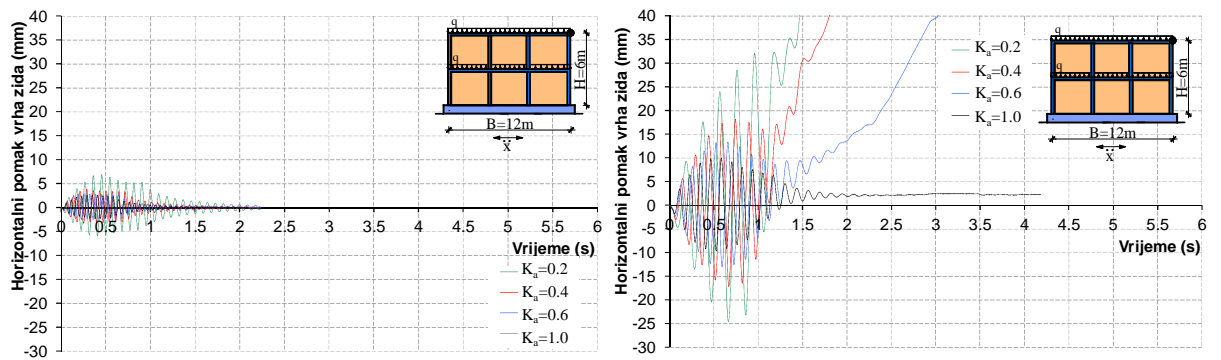 Horizontalni pomak vrha zida (mm)
40
35
30
25
20
15
10
5
0
-5
-10
-15
-20
-25
-30
0 0.5 1 1.5 2 2.5 3 3.5 4 4.5 5 5.5 6
Vrijeme (s)
q
q
H=6m
B=12m
ẍ
Ka=0.2
Ka=0.4
Ka=0.6
Ka=1.0
Horizontalni pomak vrha zida (mm)
40
35
30
25
20
15
10
5
0
-5
-10
-15
-20
-25
-30
0 0.5 1 1.5 2 2.5 3 3.5 4 4.5 5 5.5 6
Vrijeme (s)
Ka=0.2
Ka=0.4
Ka=0.6
Ka=1.0
q
q
H=6m
B=12m
ẍ